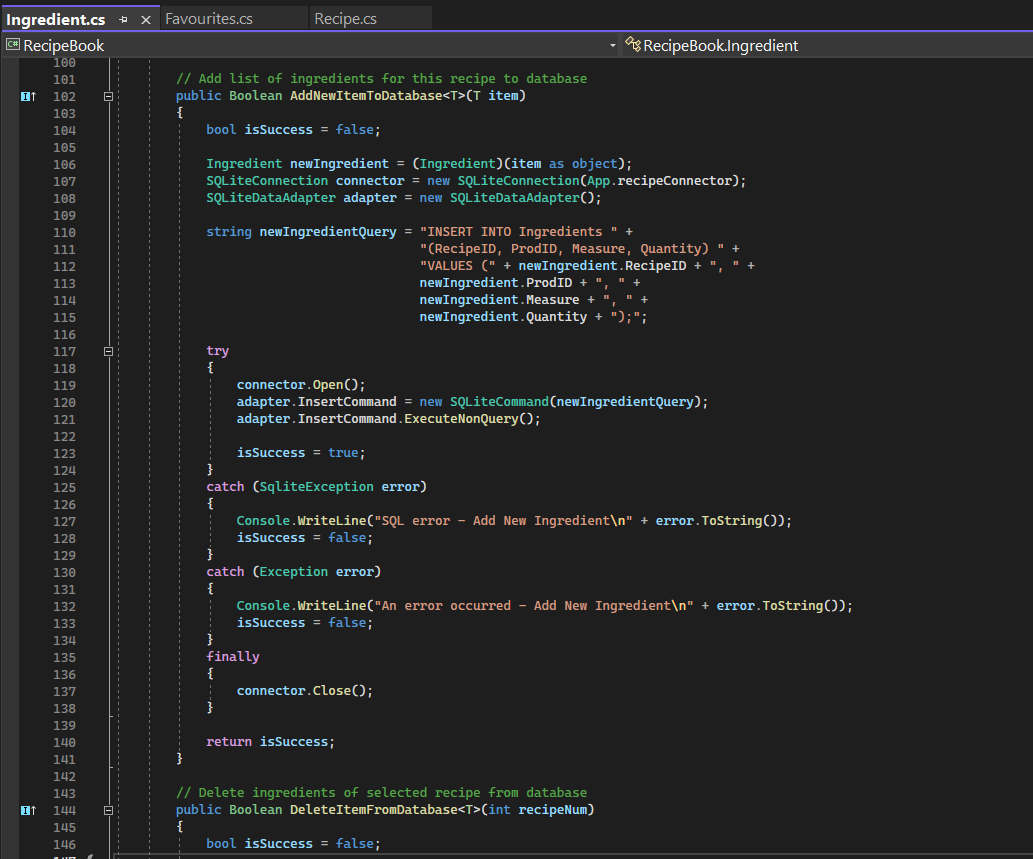 Ingredient.cs
Favourites.cs
Recipe.cs
C# RecipeBook
RecipeBook.Ingredient
100
101 // Add list of ingredients for this recipe to database
102 public Boolean AddNewItemToDatabase<T>(T item)
103 {
104 bool isSuccess = false;
105
106 Ingredient newIngredient = (Ingredient)(item as object);
107 SQLiteConnection connector = new SQLiteConnection(App.recipeConnector);
108 SQLiteDataAdapter adapter = new SQLiteDataAdapter();
109
110 string newIngredientQuery = "INSERT INTO Ingredients " +
111 "(RecipeID, ProdID, Measure, Quantity) " +
112 "VALUES (" + newIngredient.RecipeID + ", " +
113 newIngredient.ProdID + ", " +
114 newIngredient.Measure + ", " +
115 newIngredient.Quantity + ");";
116
117 try
118 {
119 connector.Open();
120 adapter.InsertCommand = new SQLiteCommand(newIngredientQuery);
121 adapter.InsertCommand.ExecuteNonQuery();
122
123 isSuccess = true;
124 }
125 catch (SqliteException error)
126 {
127 Console.WriteLine("SQL error - Add New Ingredient\n" + error.ToString());
128 isSuccess = false;
129 }
130 catch (Exception error)
131 {
132 Console.WriteLine("An error occurred - Add New Ingredient\n" + error.ToString());
133 isSuccess = false;
134 }
135 finally
136 {
137 connector.Close();
138 }
139
140 return isSuccess;
141 }
142
143 // Delete ingredients of selected recipe from database
144 public Boolean DeleteItemFromDatabase<T>(int recipeNum)
145 {
146 bool isSuccess = false;